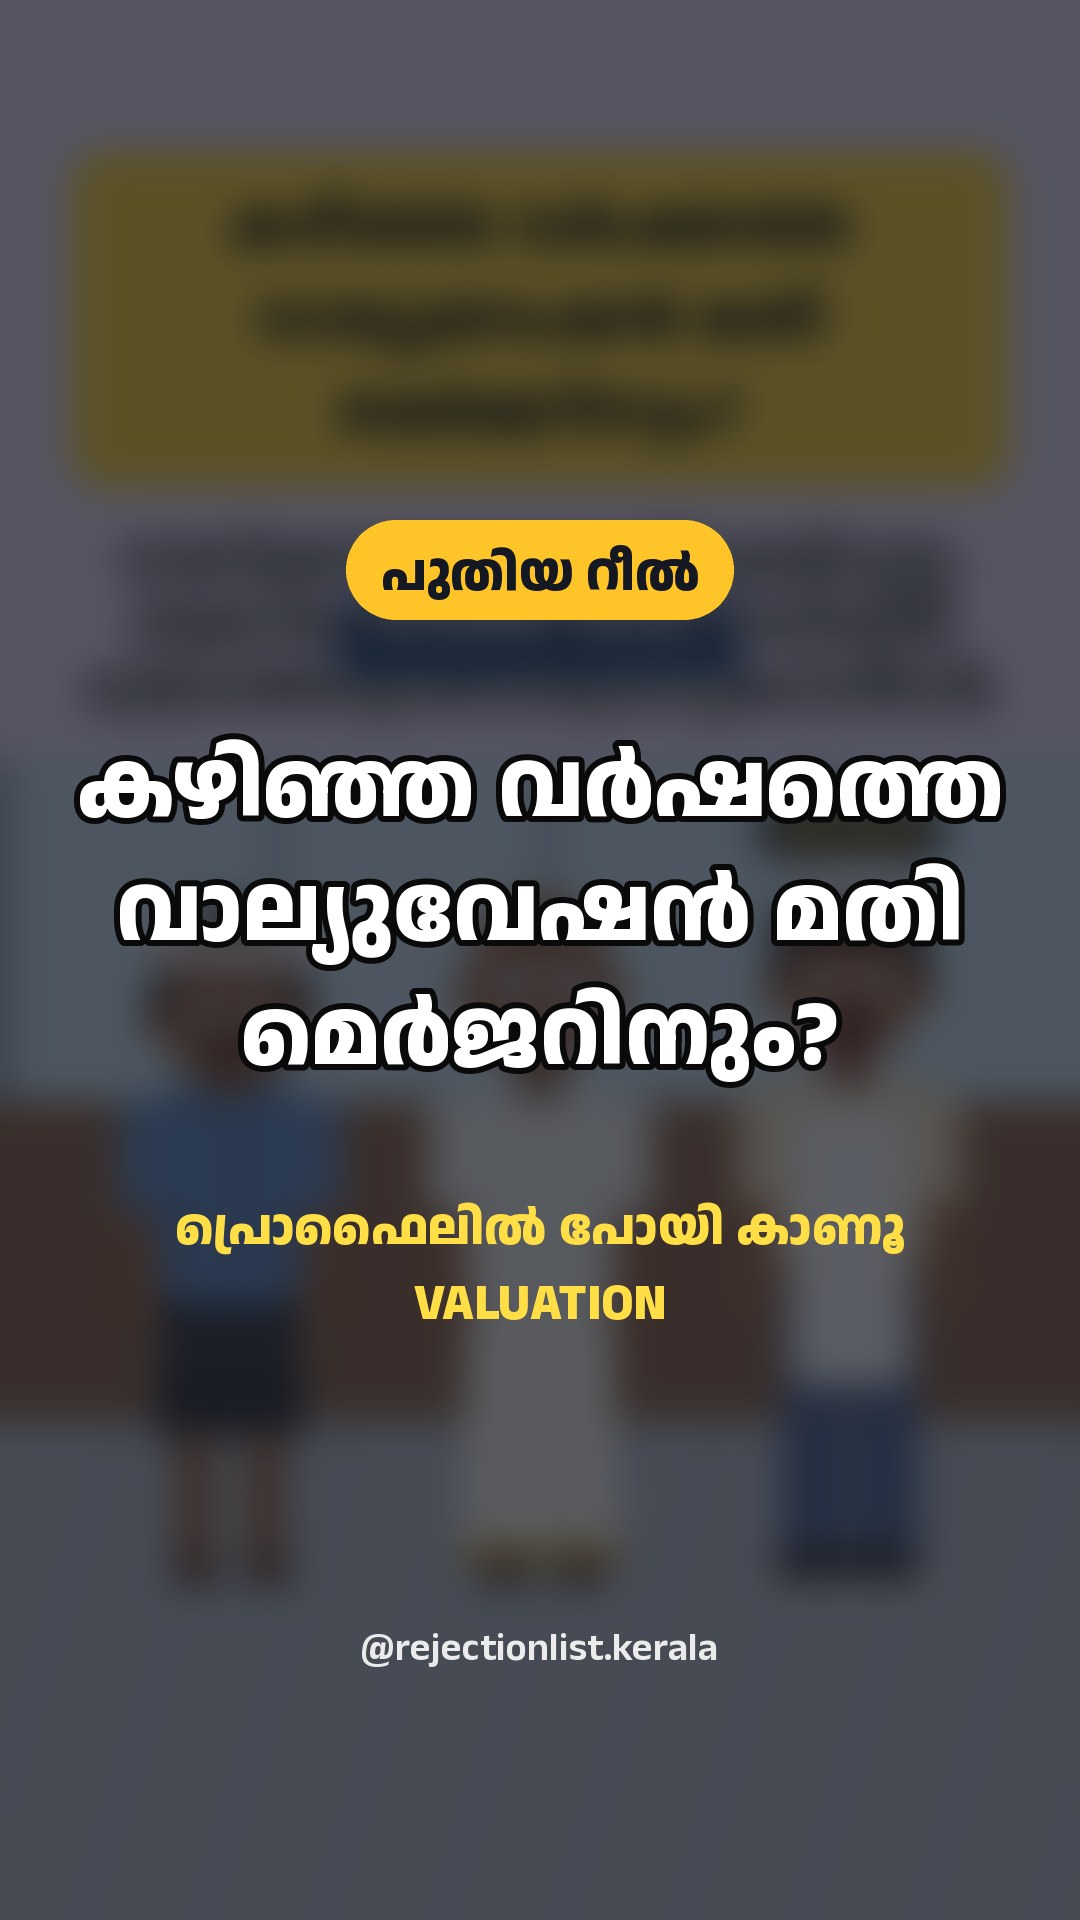 പുതിയ റീൽ
കഴിഞ്ഞ വർഷത്തെ
വാല്യുവേഷൻ മതി
മെർജറിനും?
പ്രൊഫൈലിൽ പോയി കാണൂ
VALUATION
@rejectionlist.kerala